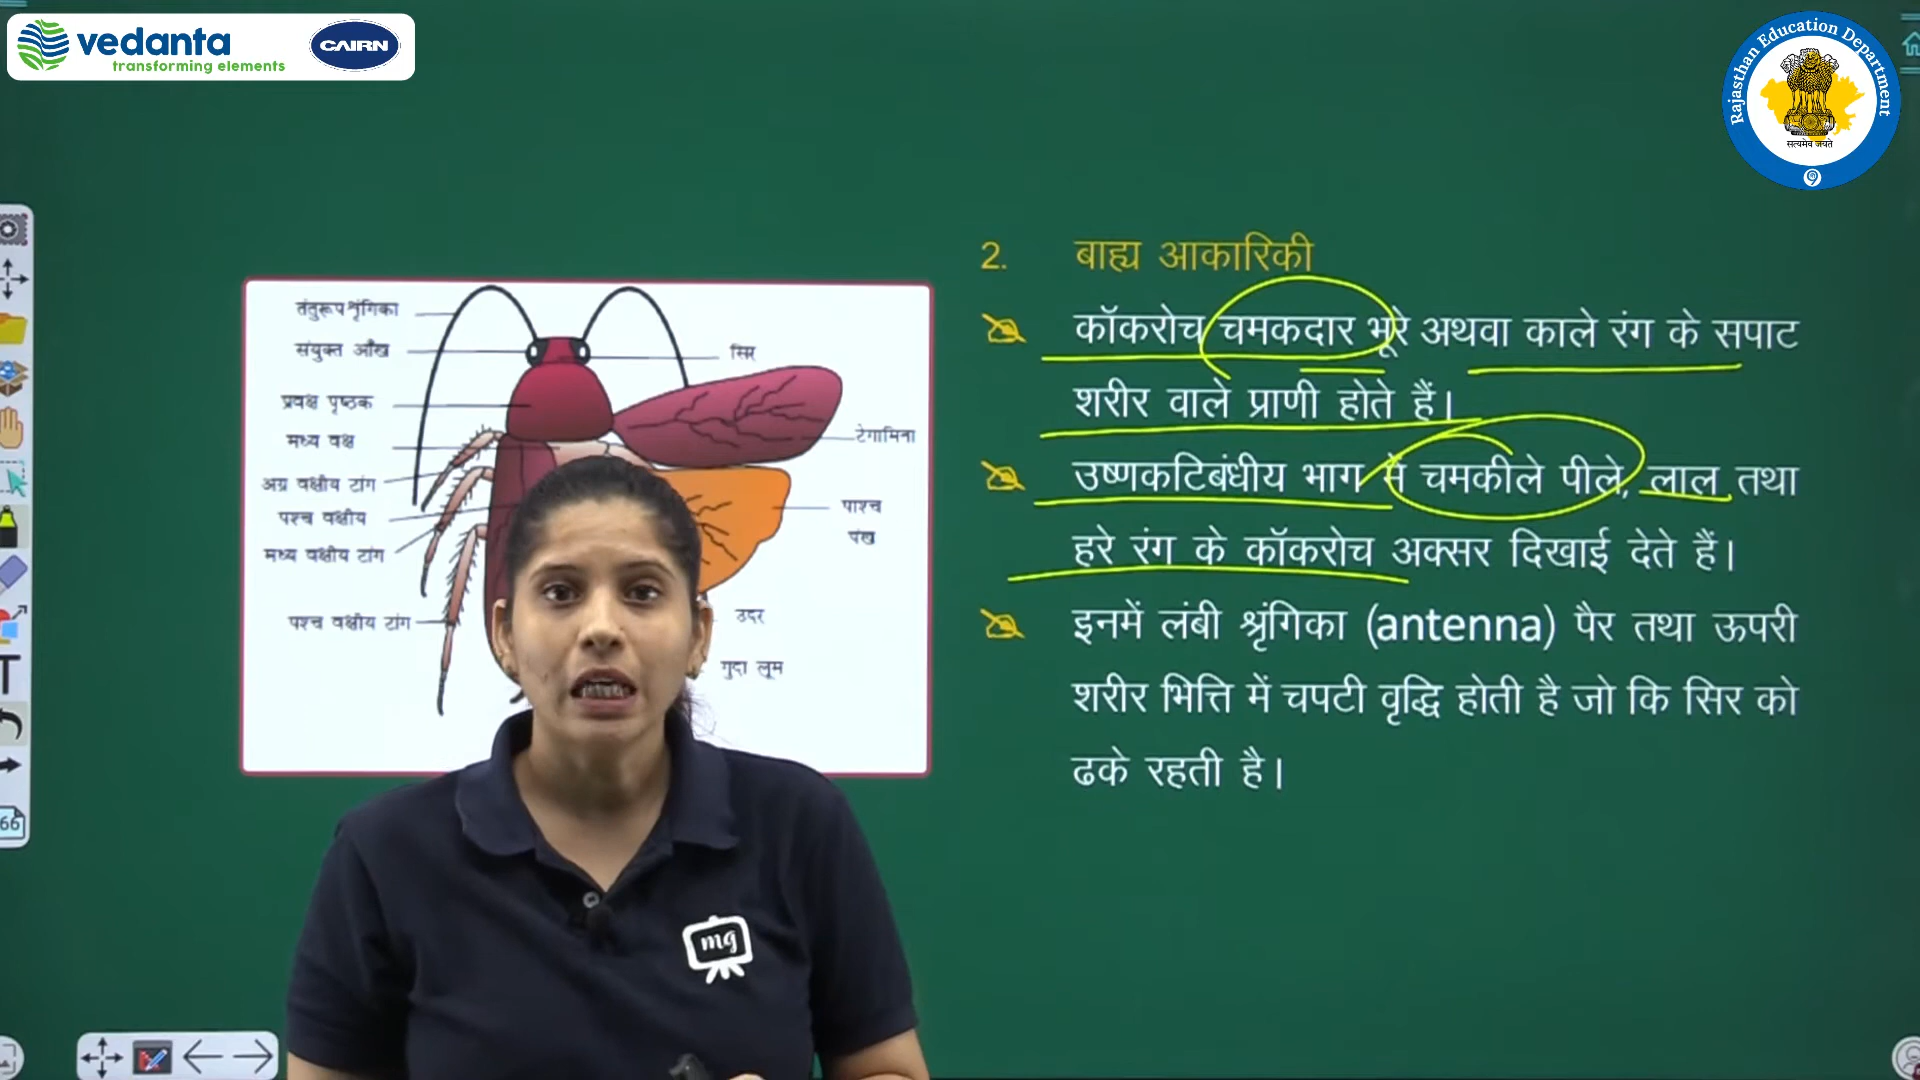 vedanta
transforming elements
CAIRN
Rajasthan Education Department
सत्यमेव जयते
2. बाह्य आकारिकी
कॉकरोच चमकदार भूरे अथवा काले रंग के सपाट
शरीर वाले प्राणी होते हैं।
उष्णकटिबंधीय भाग में चमकीले पीले, लाल तथा
हरे रंग के कॉकरोच अक्सर दिखाई देते हैं।
इनमें लंबी श्रृंगिका (antenna) पैर तथा ऊपरी
शरीर भित्ति में चपटी वृद्धि होती है जो कि सिर को
ढके रहती है।
तंतुरूप श्रृंगिका
संयुक्त आँख
प्रवक्ष पृष्ठक
मध्य वक्ष
अग्र वक्षीय टांग
पश्च वक्षीय
मध्य वक्षीय टांग
पश्च वक्षीय टांग
सिर
टेगमिना
पाश्च
पंख
उदर
गुदा लूम
mg
66